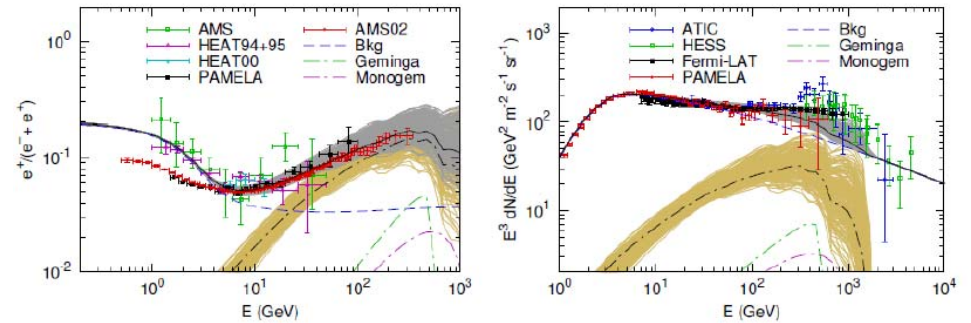 AMS
HEAT94+95
HEAT00
PAMELA
AMS02
Bkg
Geminga
Monogem
e⁺/(e⁻ + e⁺)
10⁰
10⁻¹
10⁻²
10⁰ 10¹ 10² 10³
E (GeV)
ATIC
HESS
Fermi-LAT
PAMELA
Bkg
Geminga
Monogem
E³ dN/dE (GeV² m⁻² s⁻¹ sr⁻¹)
10³
10²
10¹
10⁰ 10¹ 10² 10³ 10⁴
E (GeV)